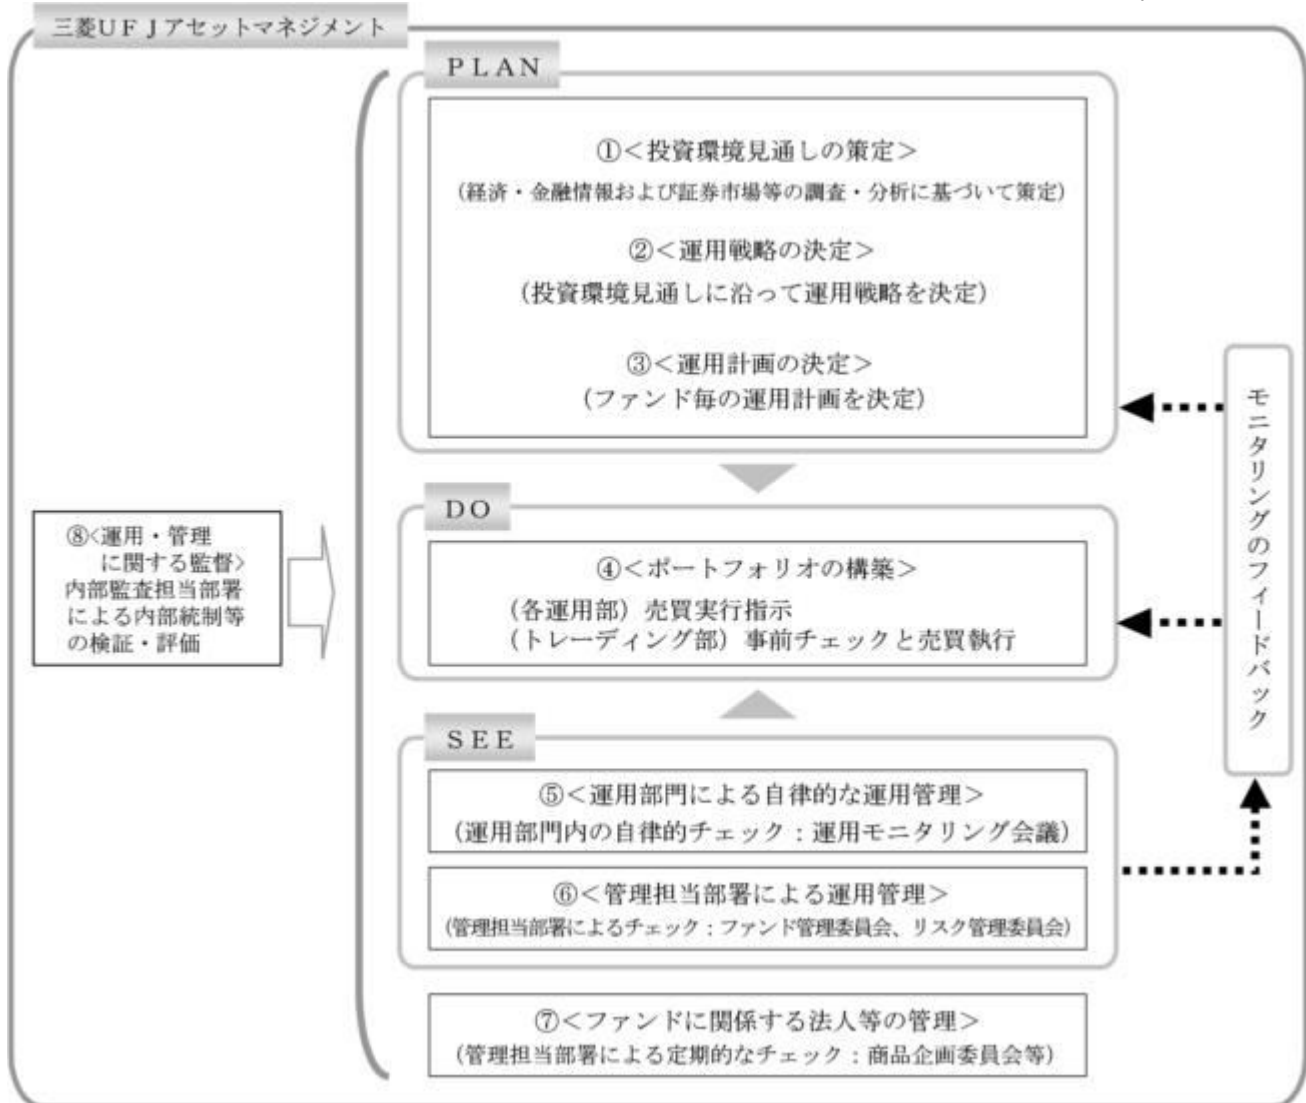 三菱ＵＦＪアセットマネジメント
ＰＬＡＮ
①＜投資環境見通しの策定＞
（経済・金融情報および証券市場等の調査・分析に基づいて策定）
②＜運用戦略の決定＞
（投資環境見通しに沿って運用戦略を決定）
③＜運用計画の決定＞
（ファンド毎の運用計画を決定）
ＤＯ
④＜ポートフォリオの構築＞
（各運用部）売買実行指示
（トレーディング部）事前チェックと売買執行
ＳＥＥ
⑤＜運用部門による自律的な運用管理＞
（運用部門内の自律的チェック：運用モニタリング会議）
⑥＜管理担当部署による運用管理＞
（管理担当部署によるチェック：ファンド管理委員会、リスク管理委員会）
⑦＜ファンドに関係する法人等の管理＞
（管理担当部署による定期的なチェック：商品企画委員会等）
⑧<運用・管理
に関する監督>
内部監査担当部署
による内部統制等
の検証・評価
モニタリングのフィードバック